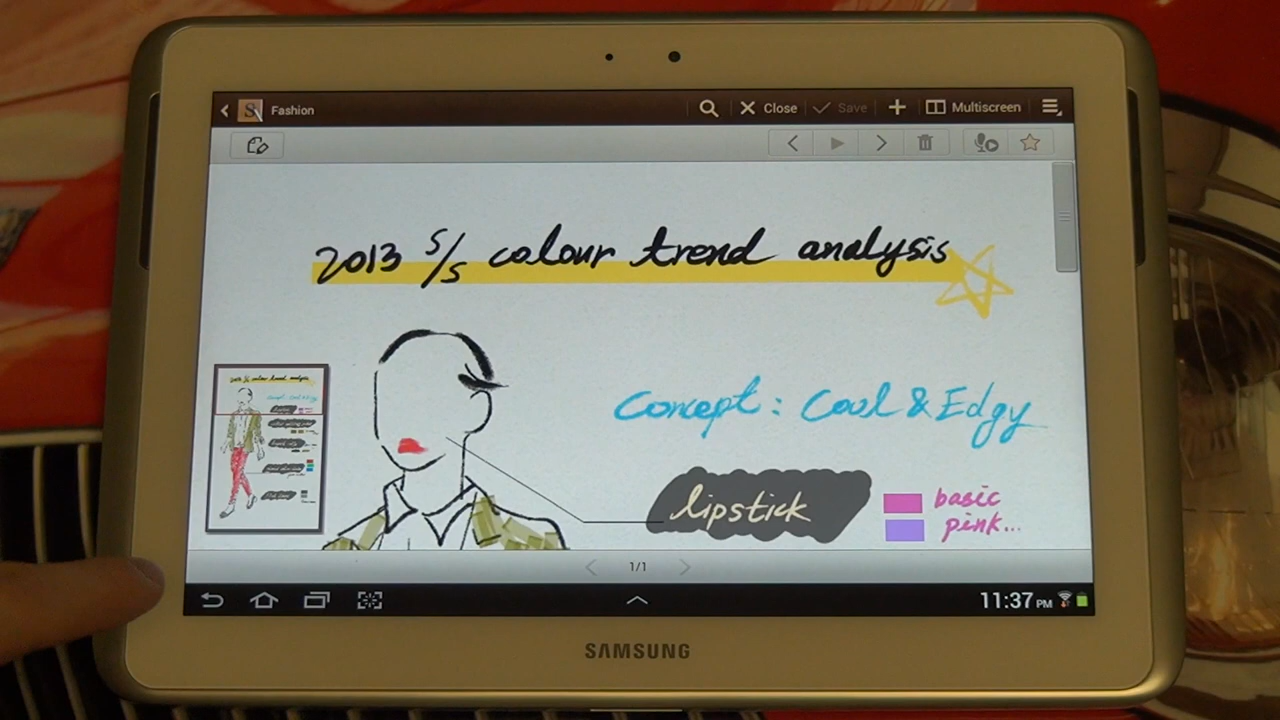 Fashion
Close
Save
Multiscreen
2013 S/S colour trend analysis
Concept : Cool & Edgy
lipstick
basic
pink...
1/1
11:37 PM
SAMSUNG